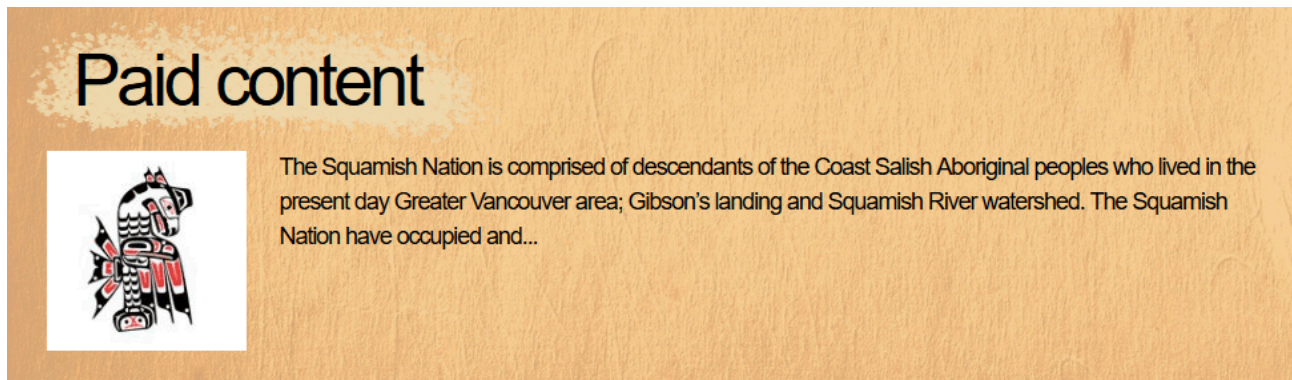 Paid content
The Squamish Nation is comprised of descendants of the Coast Salish Aboriginal peoples who lived in the
present day Greater Vancouver area; Gibson’s landing and Squamish River watershed. The Squamish
Nation have occupied and...